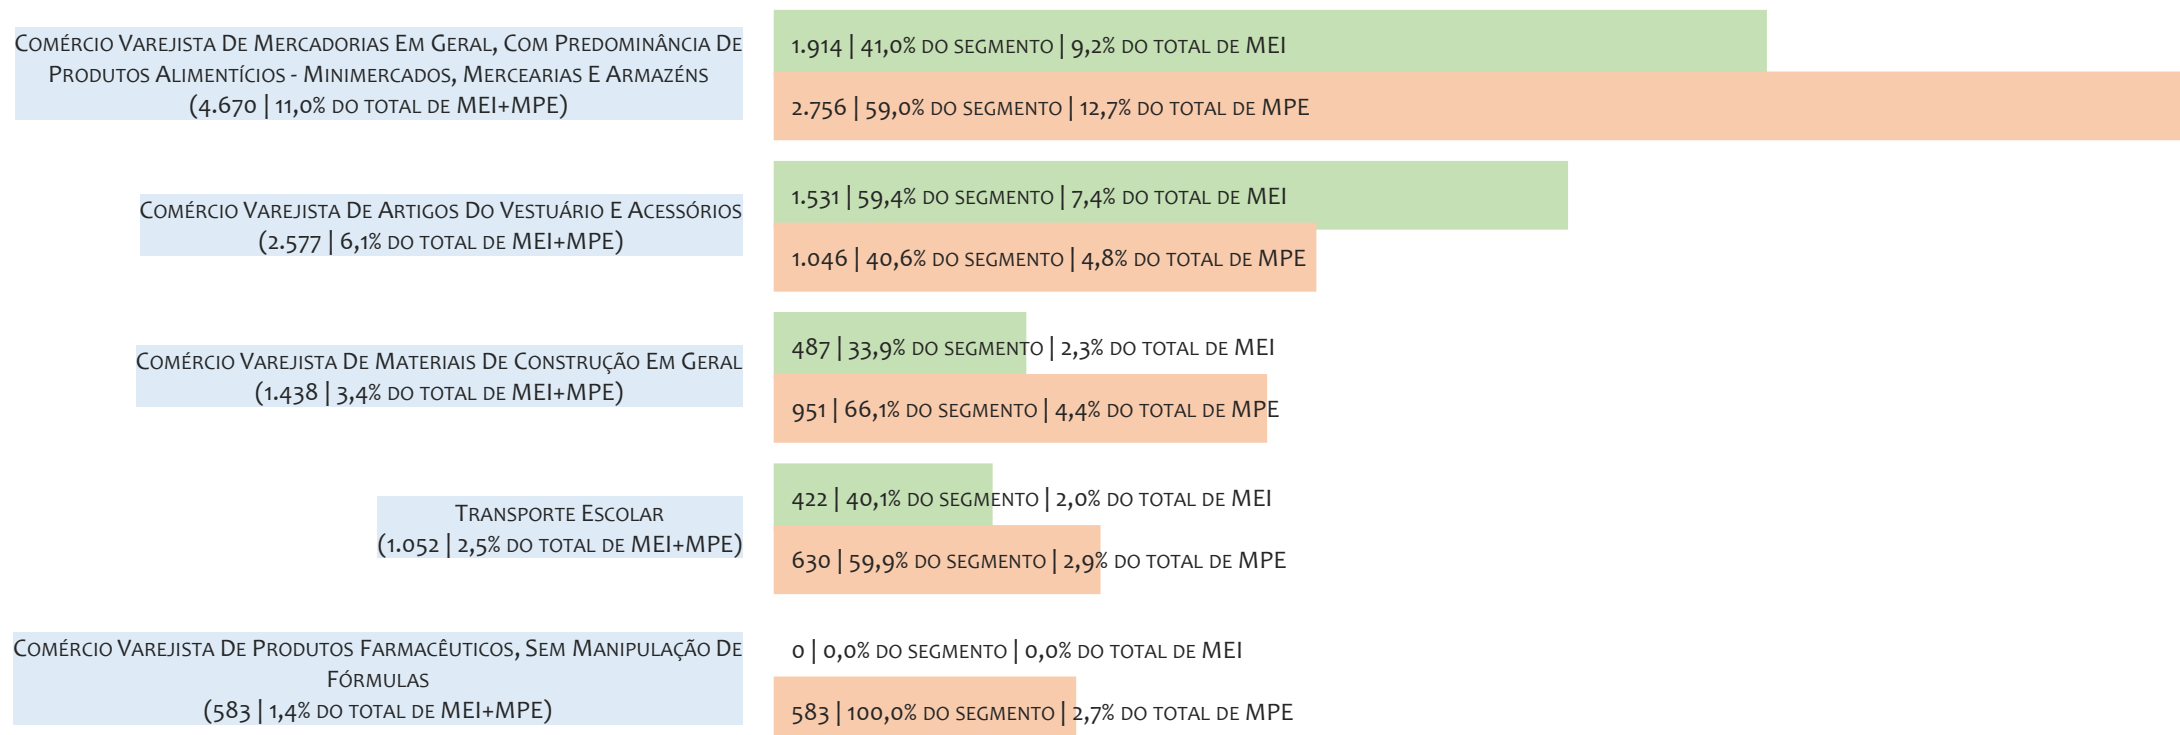 Comércio Varejista De Mercadorias Em Geral, Com Predominância De
Produtos Alimentícios - Minimercados, Mercearias E Armazéns
(4.670 | 11,0% do total de MEI+MPE)
1.914 | 41,0% do segmento | 9,2% do total de MEI
2.756 | 59,0% do segmento | 12,7% do total de MPE
Comércio Varejista De Artigos Do Vestuário E Acessórios
(2.577 | 6,1% do total de MEI+MPE)
1.531 | 59,4% do segmento | 7,4% do total de MEI
1.046 | 40,6% do segmento | 4,8% do total de MPE
Comércio Varejista De Materiais De Construção Em Geral
(1.438 | 3,4% do total de MEI+MPE)
487 | 33,9% do segmento | 2,3% do total de MEI
951 | 66,1% do segmento | 4,4% do total de MPE
Transporte Escolar
(1.052 | 2,5% do total de MEI+MPE)
422 | 40,1% do segmento | 2,0% do total de MEI
630 | 59,9% do segmento | 2,9% do total de MPE
Comércio Varejista De Produtos Farmacêuticos, Sem Manipulação De
Fórmulas
(583 | 1,4% do total de MEI+MPE)
0 | 0,0% do segmento | 0,0% do total de MEI
583 | 100,0% do segmento | 2,7% do total de MPE